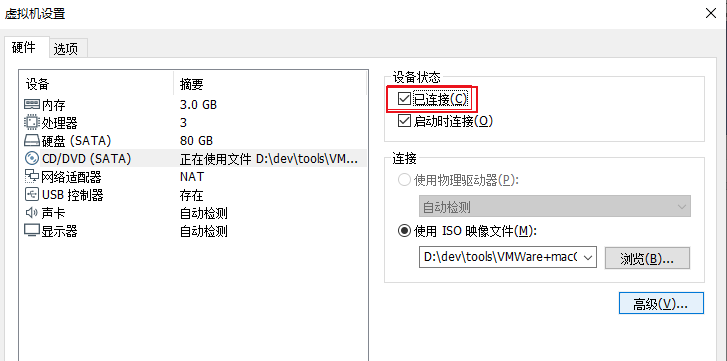 虚拟机设置
硬件 选项
设备 摘要
内存 3.0 GB
处理器 3
硬盘 (SATA) 80 GB
CD/DVD (SATA) 正在使用文件 D:\dev\tools\VM...
网络适配器 NAT
USB 控制器 存在
声卡 自动检测
显示器 自动检测
设备状态
已连接(C)
启动时连接(O)
连接
使用物理驱动器(P):
自动检测
使用 ISO 映像文件(M):
D:\dev\tools\VMWare+mac
浏览(B)...
高级(V)...